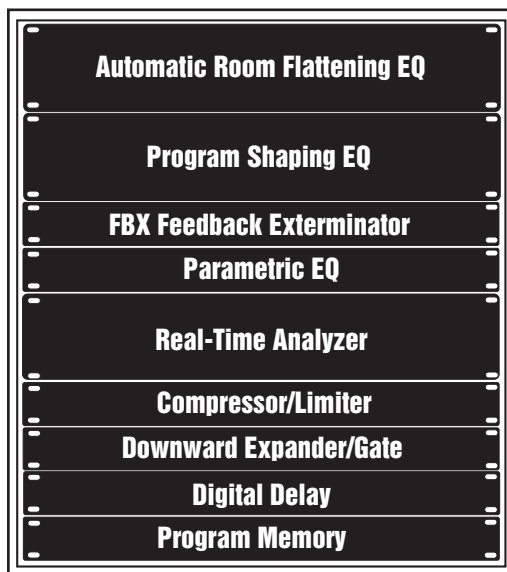 Automatic Room Flattening EQ
Program Shaping EQ
FBX Feedback Exterminator
Parametric EQ
Real-Time Analyzer
Compressor/Limiter
Downward Expander/Gate
Digital Delay
Program Memory